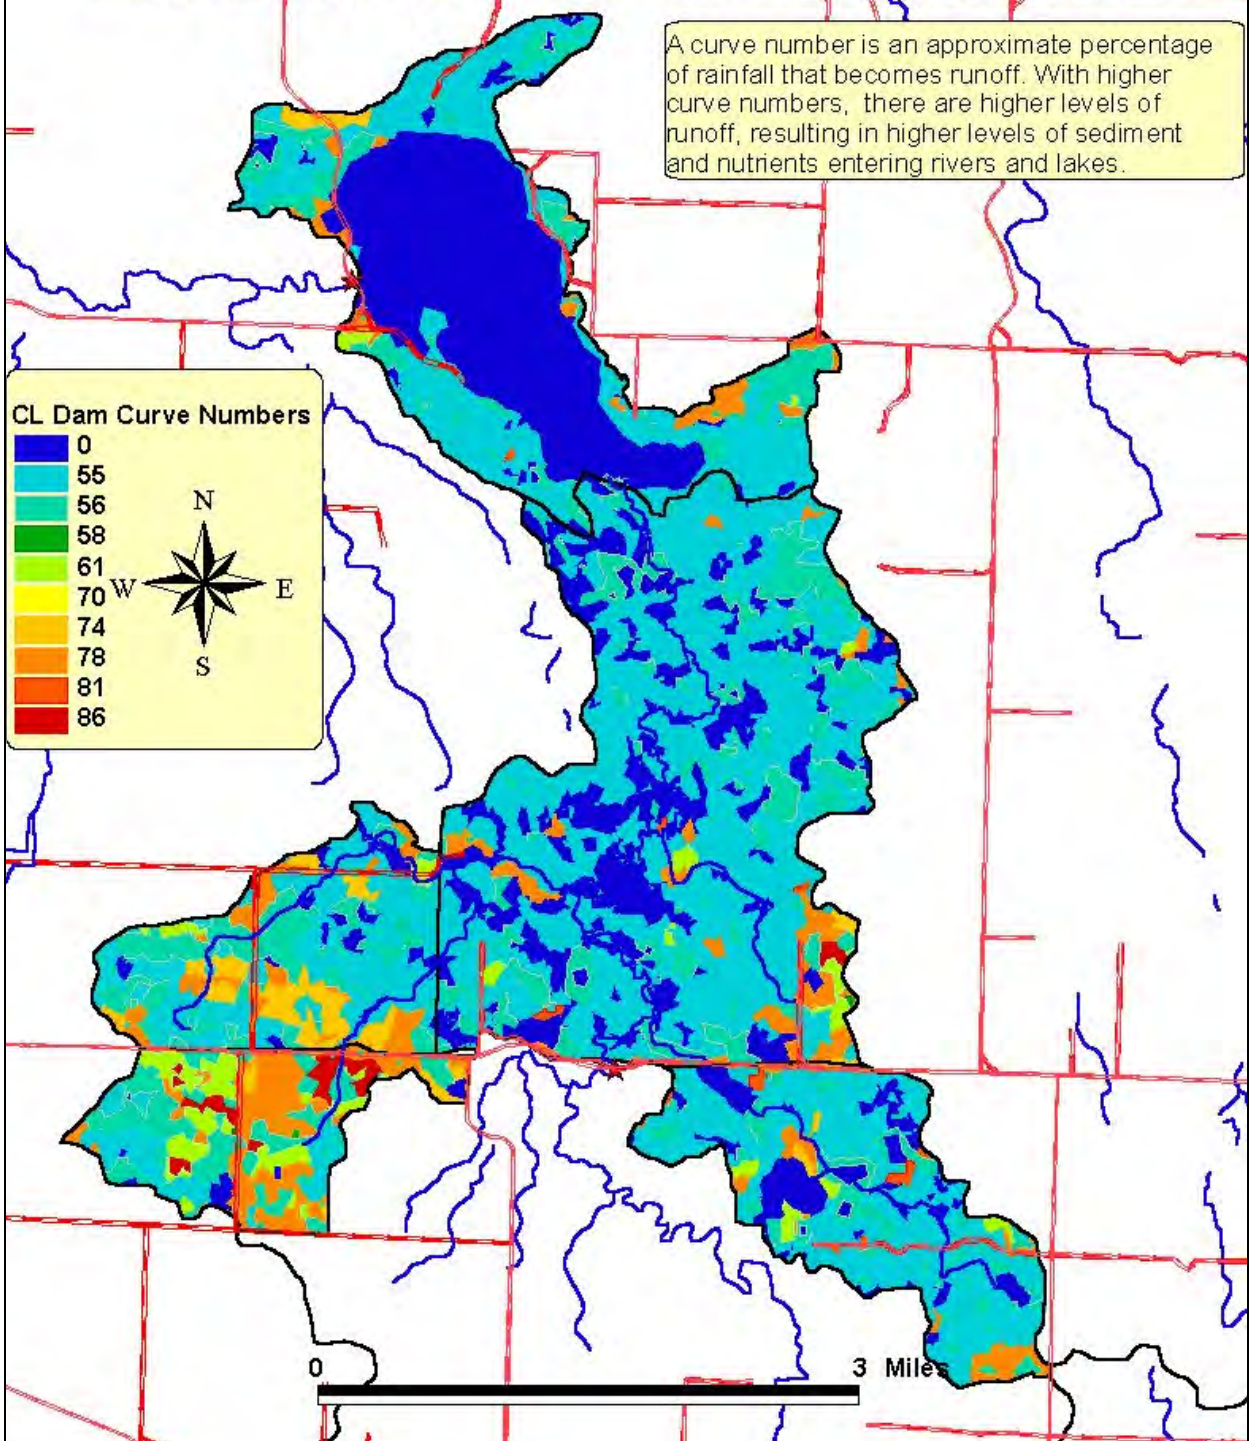 A curve number is an approximate percentage
of rainfall that becomes runoff. With higher
curve numbers, there are higher levels of
runoff, resulting in higher levels of sediment
and nutrients entering rivers and lakes.
CL Dam Curve Numbers
0
55
56
58
61
70
74
78
81
86
N
W
E
S
0
3 Miles